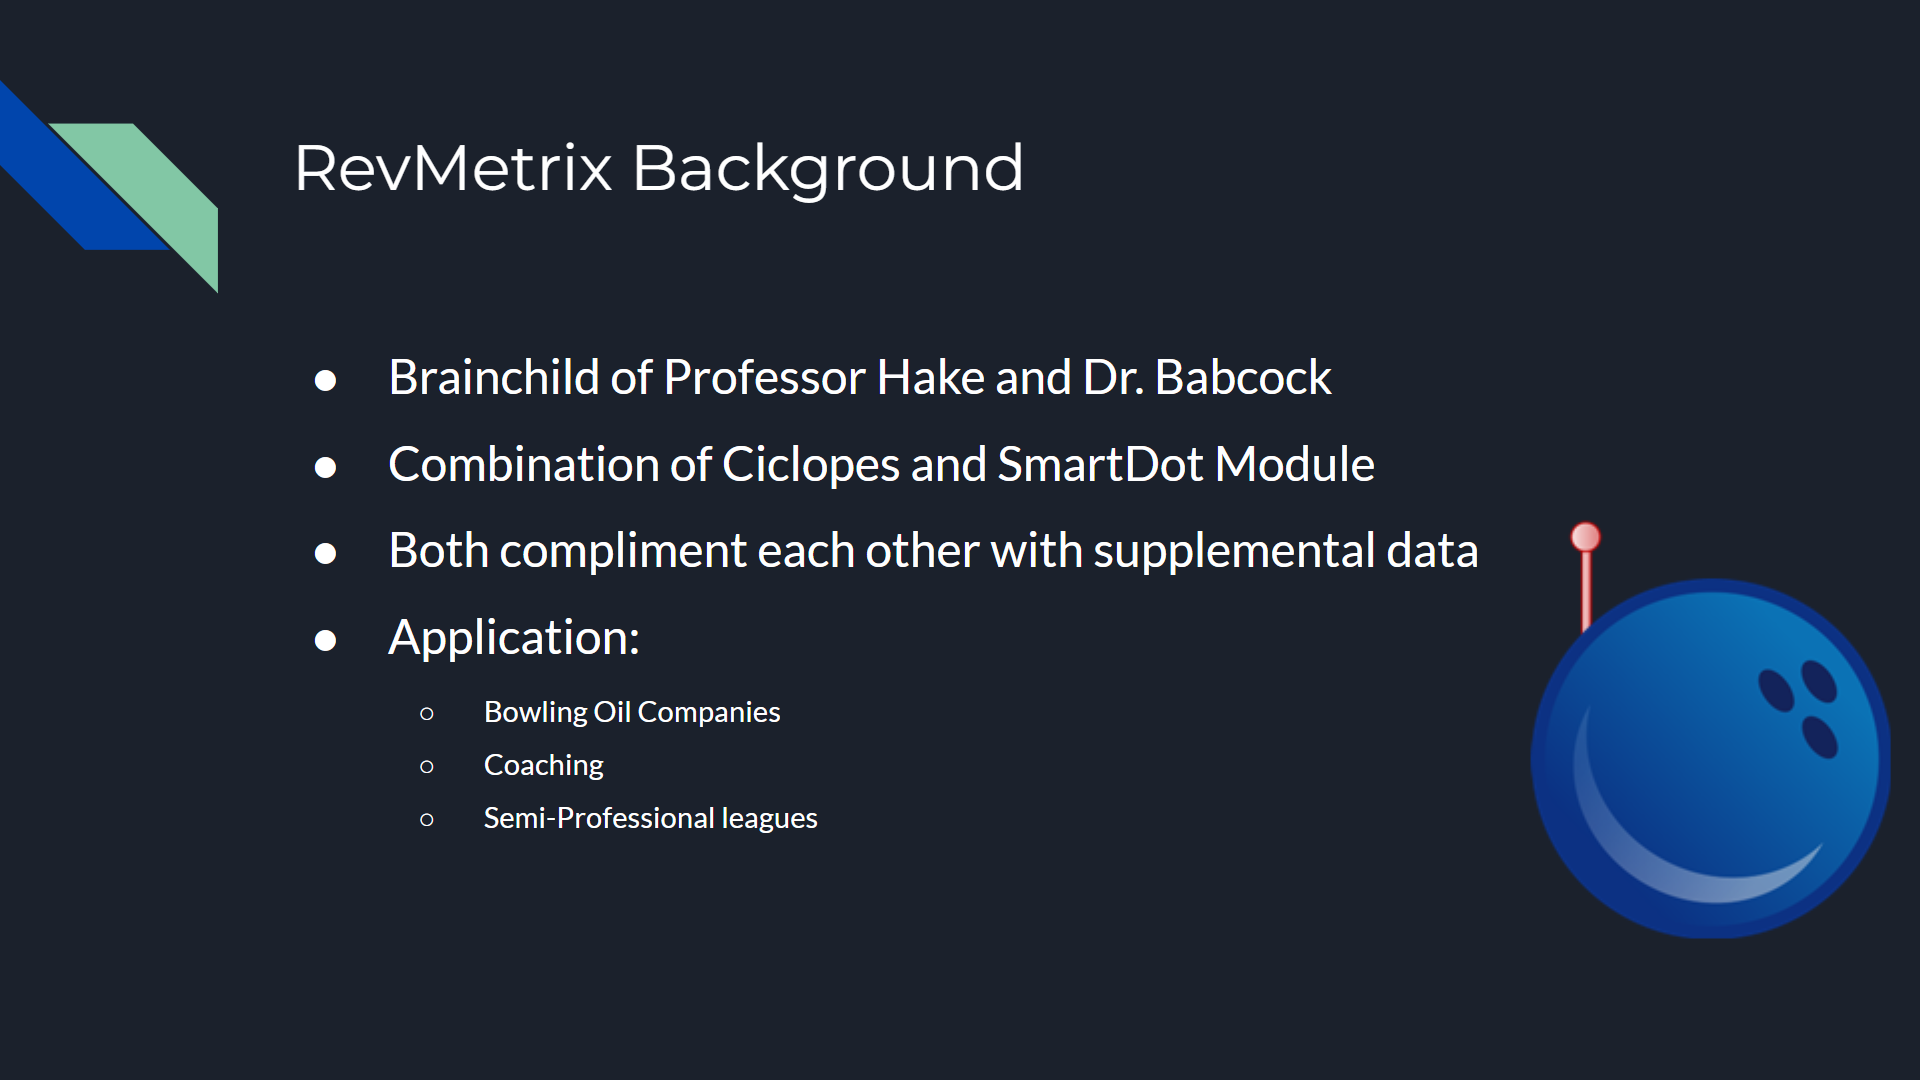 RevMetrix Background
● Brainchild of Professor Hake and Dr. Babcock
● Combination of Ciclopes and SmartDot Module
● Both compliment each other with supplemental data
● Application:
○ Bowling Oil Companies
○ Coaching
○ Semi-Professional leagues